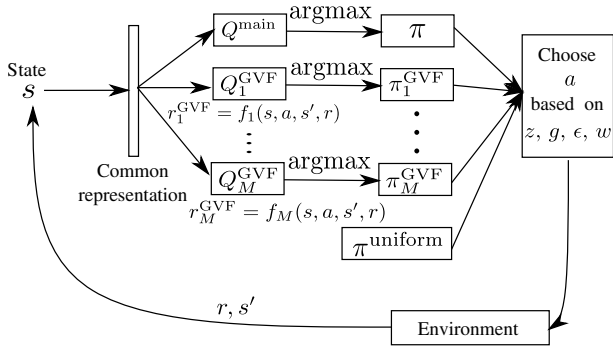 State
s
Common
representation
Q^main
argmax
π
Q_1^GVF
argmax
π_1^GVF
r_1^GVF = f_1(s, a, s′, r)
Q_M^GVF
argmax
π_M^GVF
r_M^GVF = f_M(s, a, s′, r)
π^uniform
Choose
a
based on
z, g, ϵ, w
r, s′
Environment